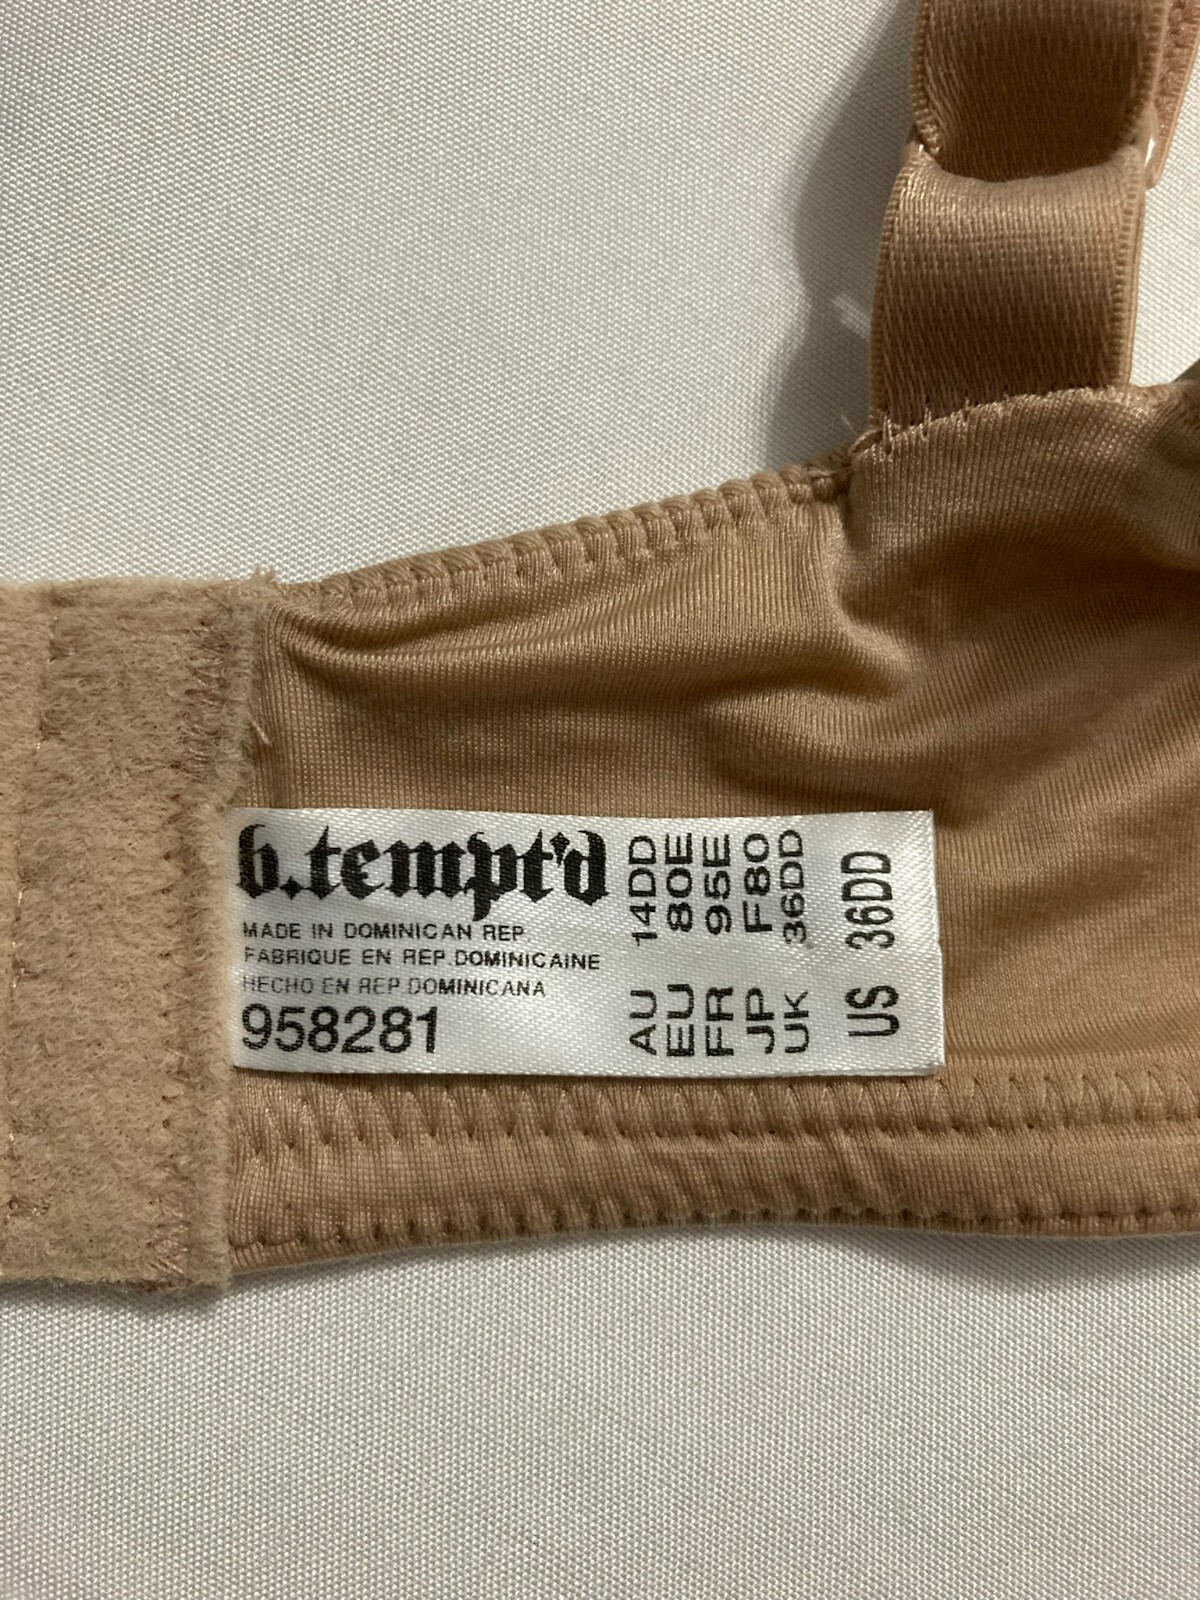 b.tempt'd
MADE IN DOMINICAN REP.
FABRIQUE EN REP.DOMINICAINE
HECHO EN REP.DOMINICANA
958281
AU 14DD
EU 80E
FR 95E
JP F80
UK 36DD
US 36DD